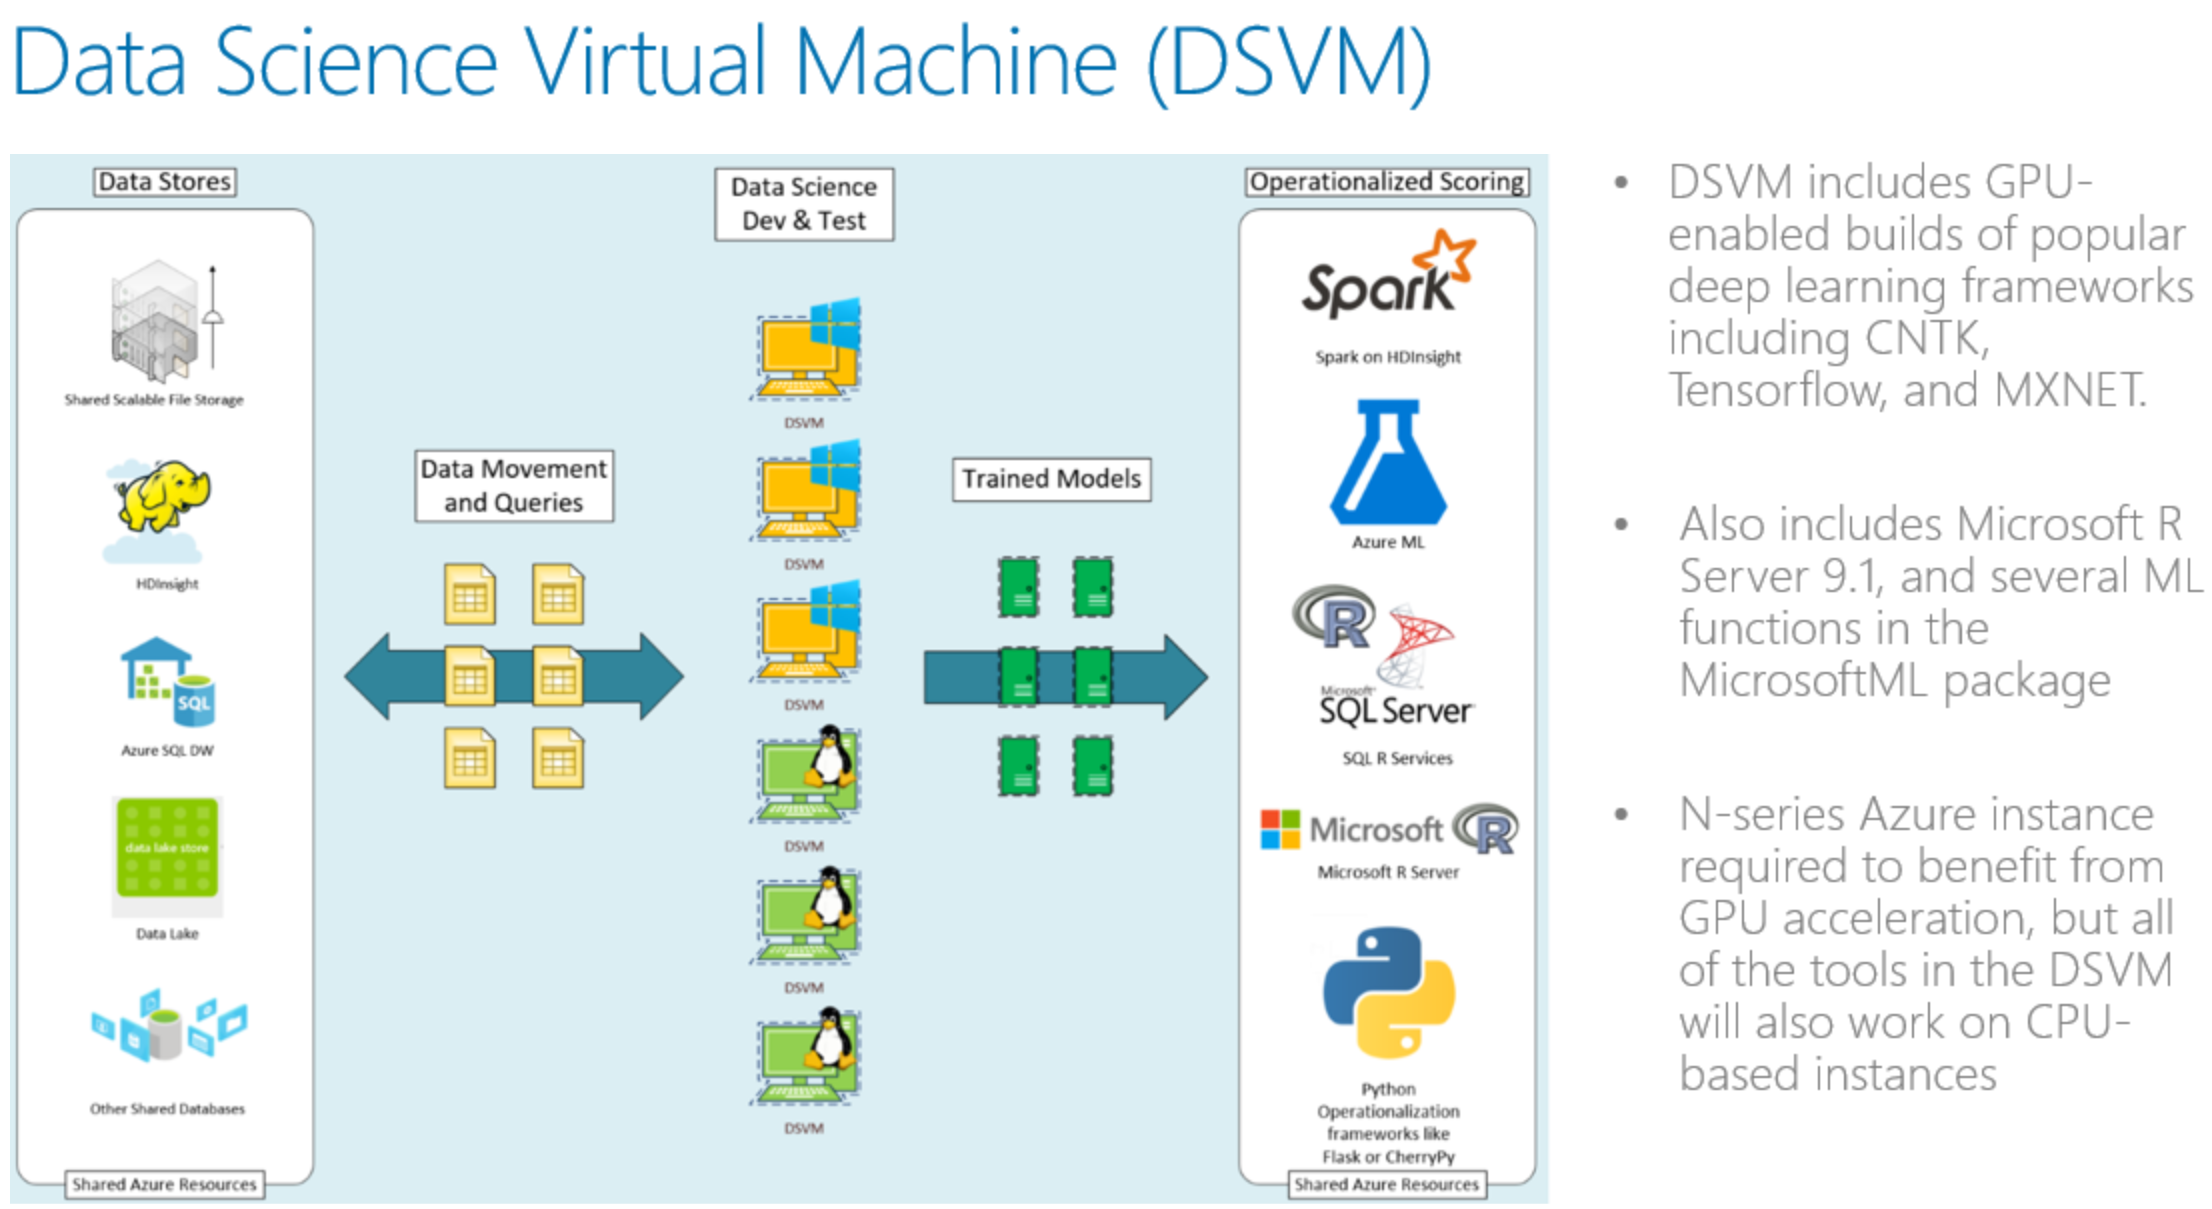 Data Science Virtual Machine (DSVM)
Data Stores
Shared Scalable File Storage
HDInsight
SQL
Azure SQL DW
data lake store
Data Lake
Other Shared Databases
Shared Azure Resources
Data Movement
and Queries
Data Science
Dev & Test
DSVM
DSVM
DSVM
DSVM
DSVM
DSVM
Trained Models
Operationalized Scoring
Spark
Spark on HDInsight
Azure ML
R
Microsoft
SQL Server
SQL R Services
Microsoft R
Microsoft R Server
Python
Operationalization
frameworks like
Flask or CherryPy
Shared Azure Resources
• DSVM includes GPU-
enabled builds of popular
deep learning frameworks
including CNTK,
Tensorflow, and MXNET.
• Also includes Microsoft R
Server 9.1, and several ML
functions in the
MicrosoftML package
• N-series Azure instance
required to benefit from
GPU acceleration, but all
of the tools in the DSVM
will also work on CPU-
based instances